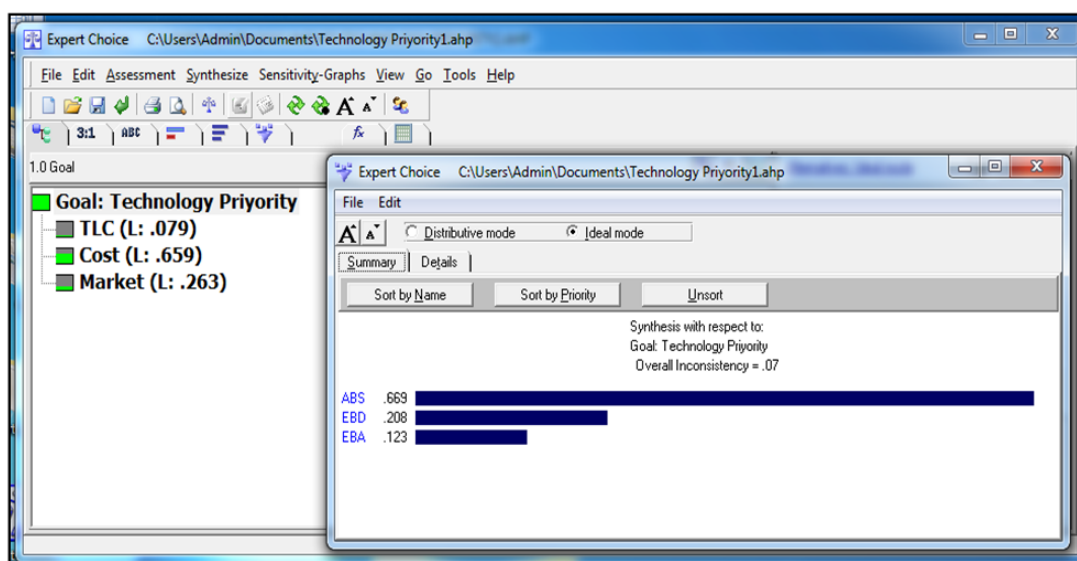 Expert Choice C:\Users\Admin\Documents\Technology Priyority1.ahp
File Edit Assessment Synthesize Sensitivity-Graphs View Go Tools Help
3:1 ABC fx
1.0 Goal
Goal: Technology Priyority
TLC (L: .079)
Cost (L: .659)
Market (L: .263)
Expert Choice C:\Users\Admin\Documents\Technology Priyority1.ahp
File Edit
A A Distributive mode Ideal mode
Summary Details
Sort by Name Sort by Priority Unsort
Synthesis with respect to:
Goal: Technology Priyority
Overall Inconsistency = .07
ABS .669
EBD .208
EBA .123